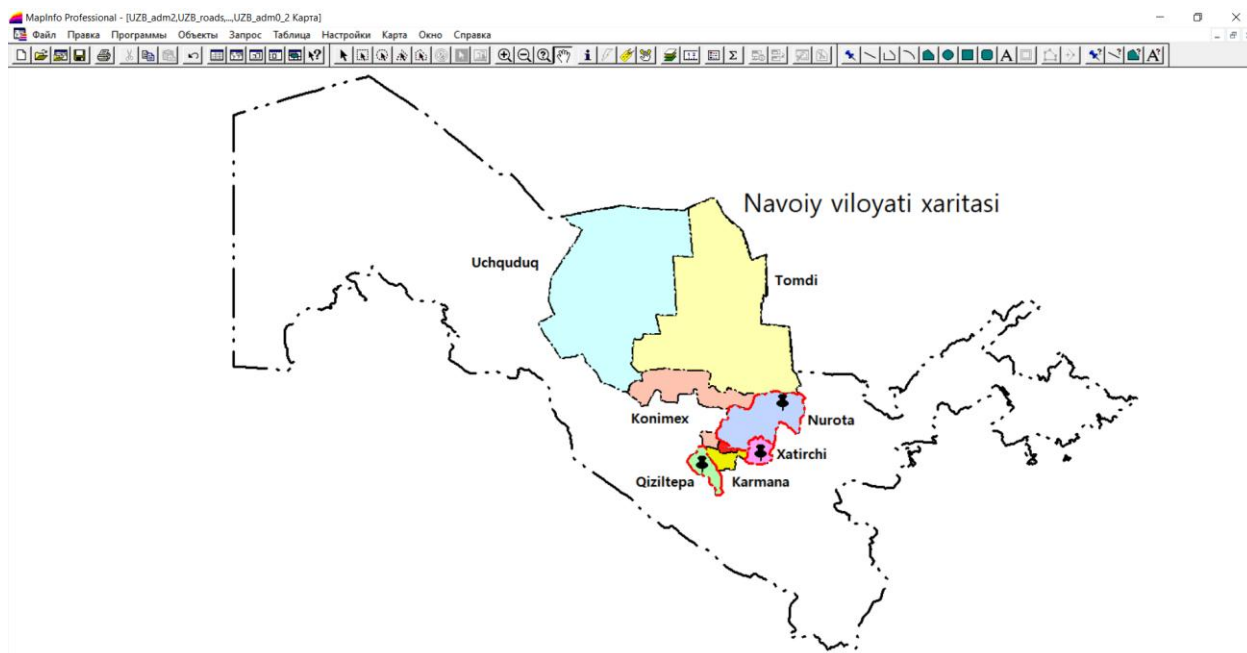 MapInfo Professional - [UZB_adm2,UZB_roads,...,UZB_adm0_2 Карта]
Файл Правка Программы Объекты Запрос Таблица Настройки Карта Окно Справка
Navoiy viloyati xaritasi
Uchquduq
Tomdi
Konimex
Nurota
Xatirchi
Qiziltepa
Karmana